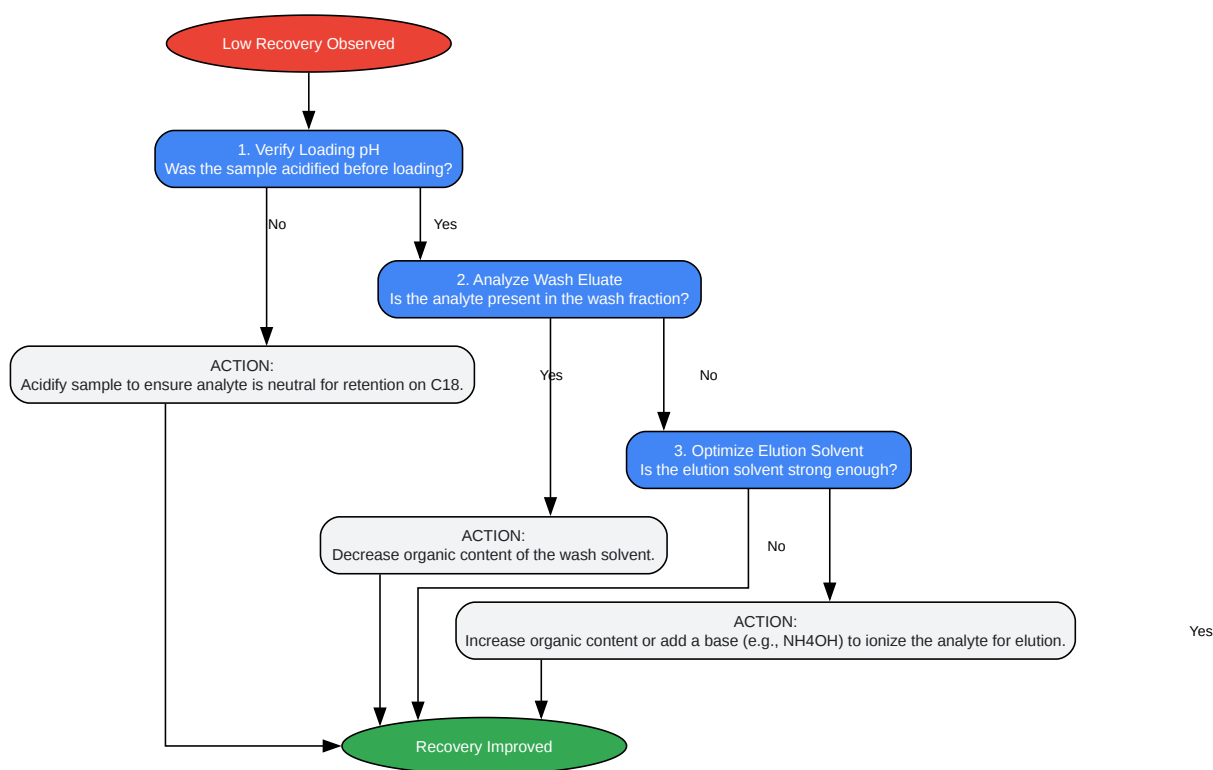 Low Recovery Observed
1. Verify Loading pH
Was the sample acidified before loading?
No
Yes
2. Analyze Wash Eluate
Is the analyte present in the wash fraction?
ACTION:
Acidify sample to ensure analyte is neutral for retention on C18.
Yes
No
3. Optimize Elution Solvent
Is the elution solvent strong enough?
ACTION:
Decrease organic content of the wash solvent.
No
ACTION:
Increase organic content or add a base (e.g., NH4OH) to ionize the analyte for elution.
Yes
Recovery Improved